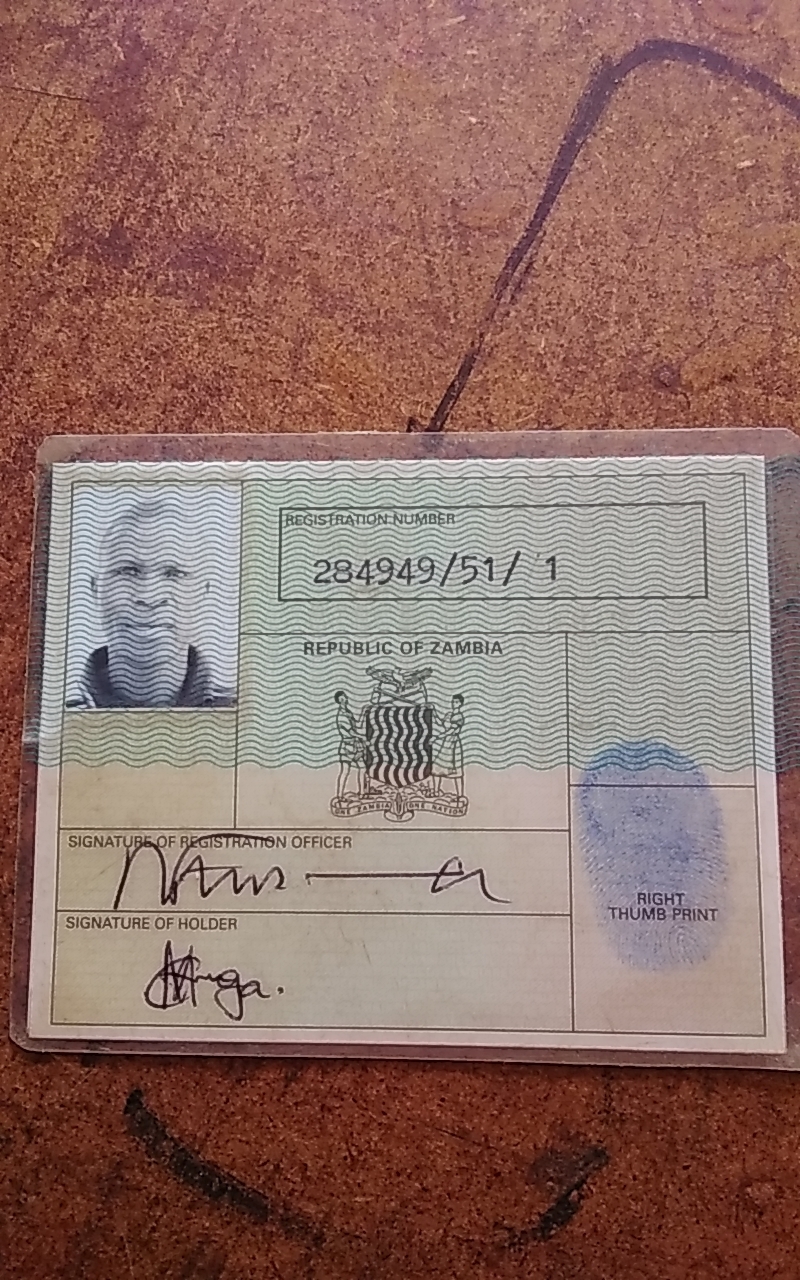 REGISTRATION NUMBER
284949/51/ 1
REPUBLIC OF ZAMBIA
ONE ZAMBIA ONE NATION
SIGNATURE OF REGISTRATION OFFICER
SIGNATURE OF HOLDER
RIGHT
THUMB PRINT